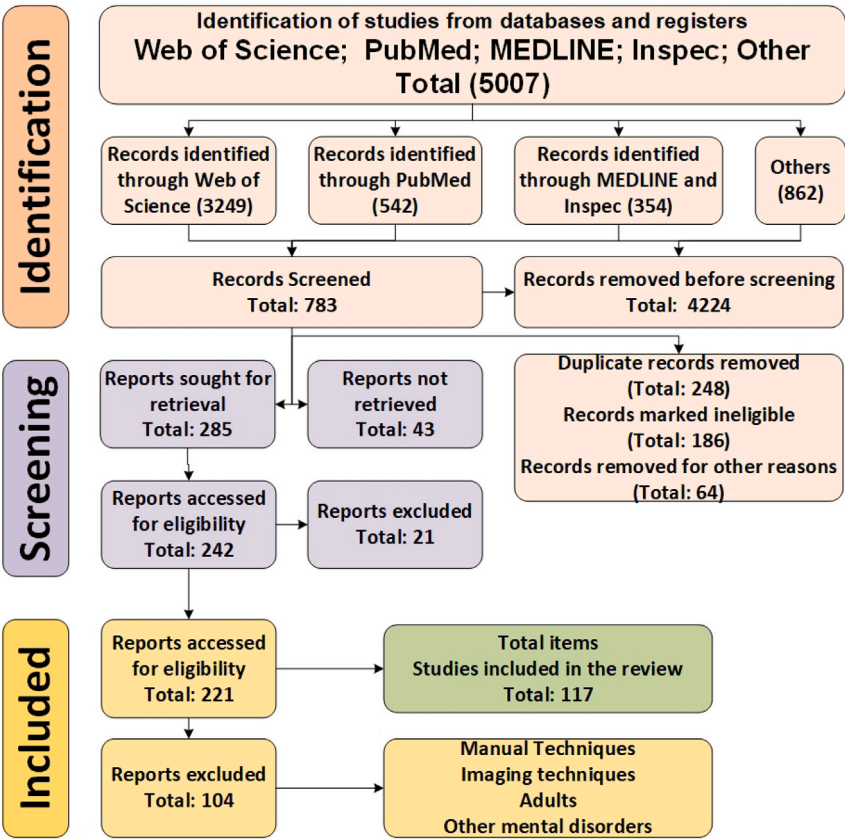 Identification
Identification of studies from databases and registers
Web of Science; PubMed; MEDLINE; Inspec; Other
Total (5007)
Records identified
through Web of
Science (3249)
Records identified
through PubMed
(542)
Records identified
through MEDLINE and
Inspec (354)
Others
(862)
Records Screened
Total: 783
Records removed before screening
Total: 4224
Screening
Reports sought for
retrieval
Total: 285
Reports not
retrieved
Total: 43
Duplicate records removed
(Total: 248)
Records marked ineligible
(Total: 186)
Records removed for other reasons
(Total: 64)
Reports accessed
for eligibility
Total: 242
Reports excluded
Total: 21
Included
Reports accessed
for eligibility
Total: 221
Total items
Studies included in the review
Total: 117
Reports excluded
Total: 104
Manual Techniques
Imaging techniques
Adults
Other mental disorders